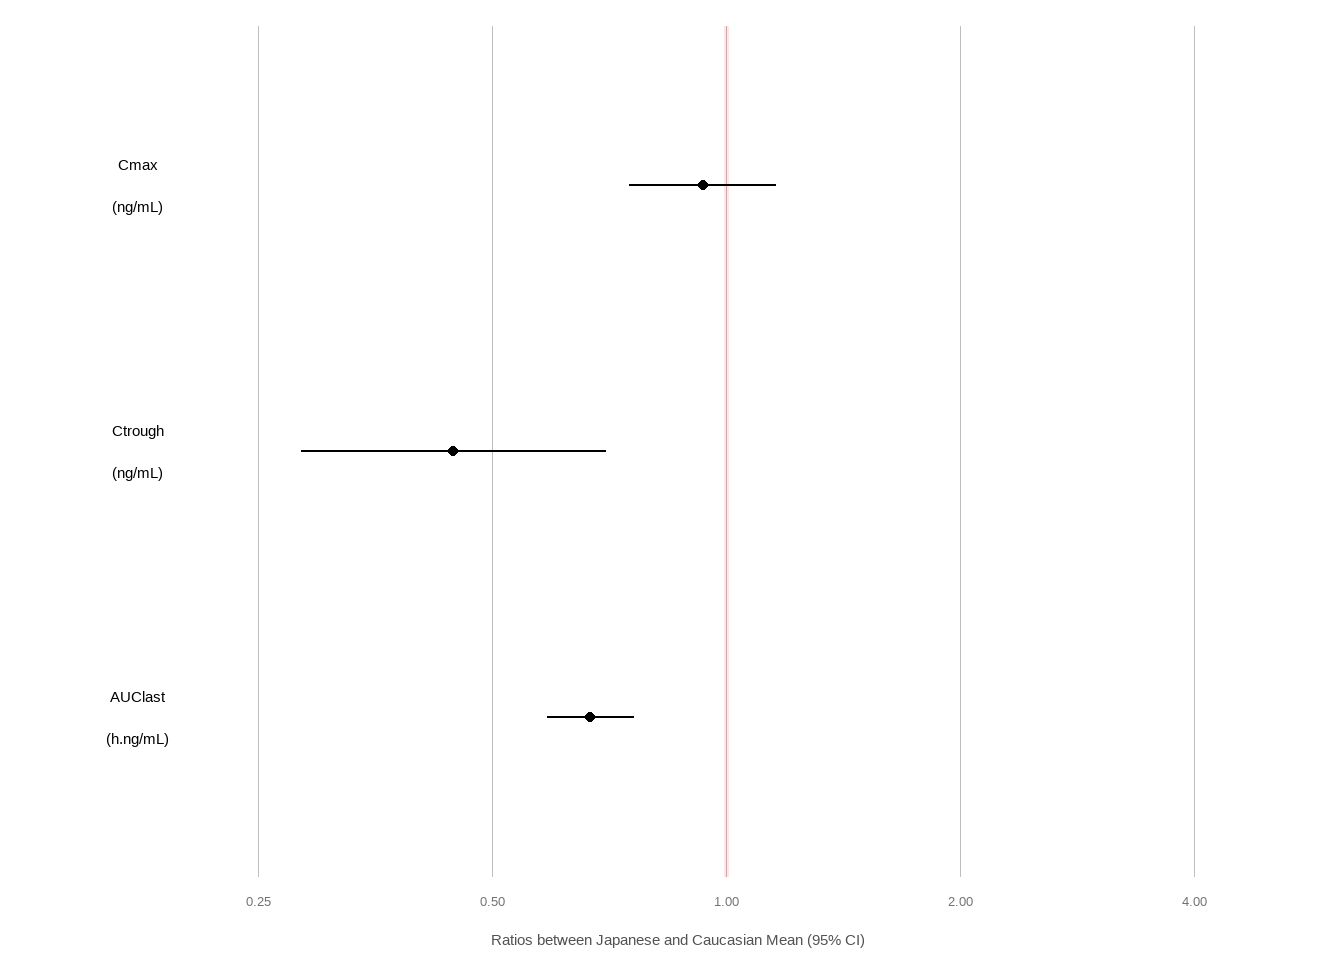 Cmax
(ng/mL)
Ctrough
(ng/mL)
AUClast
(h.ng/mL)
0.25 0.50 1.00 2.00 4.00
Ratios between Japanese and Caucasian Mean (95% CI)